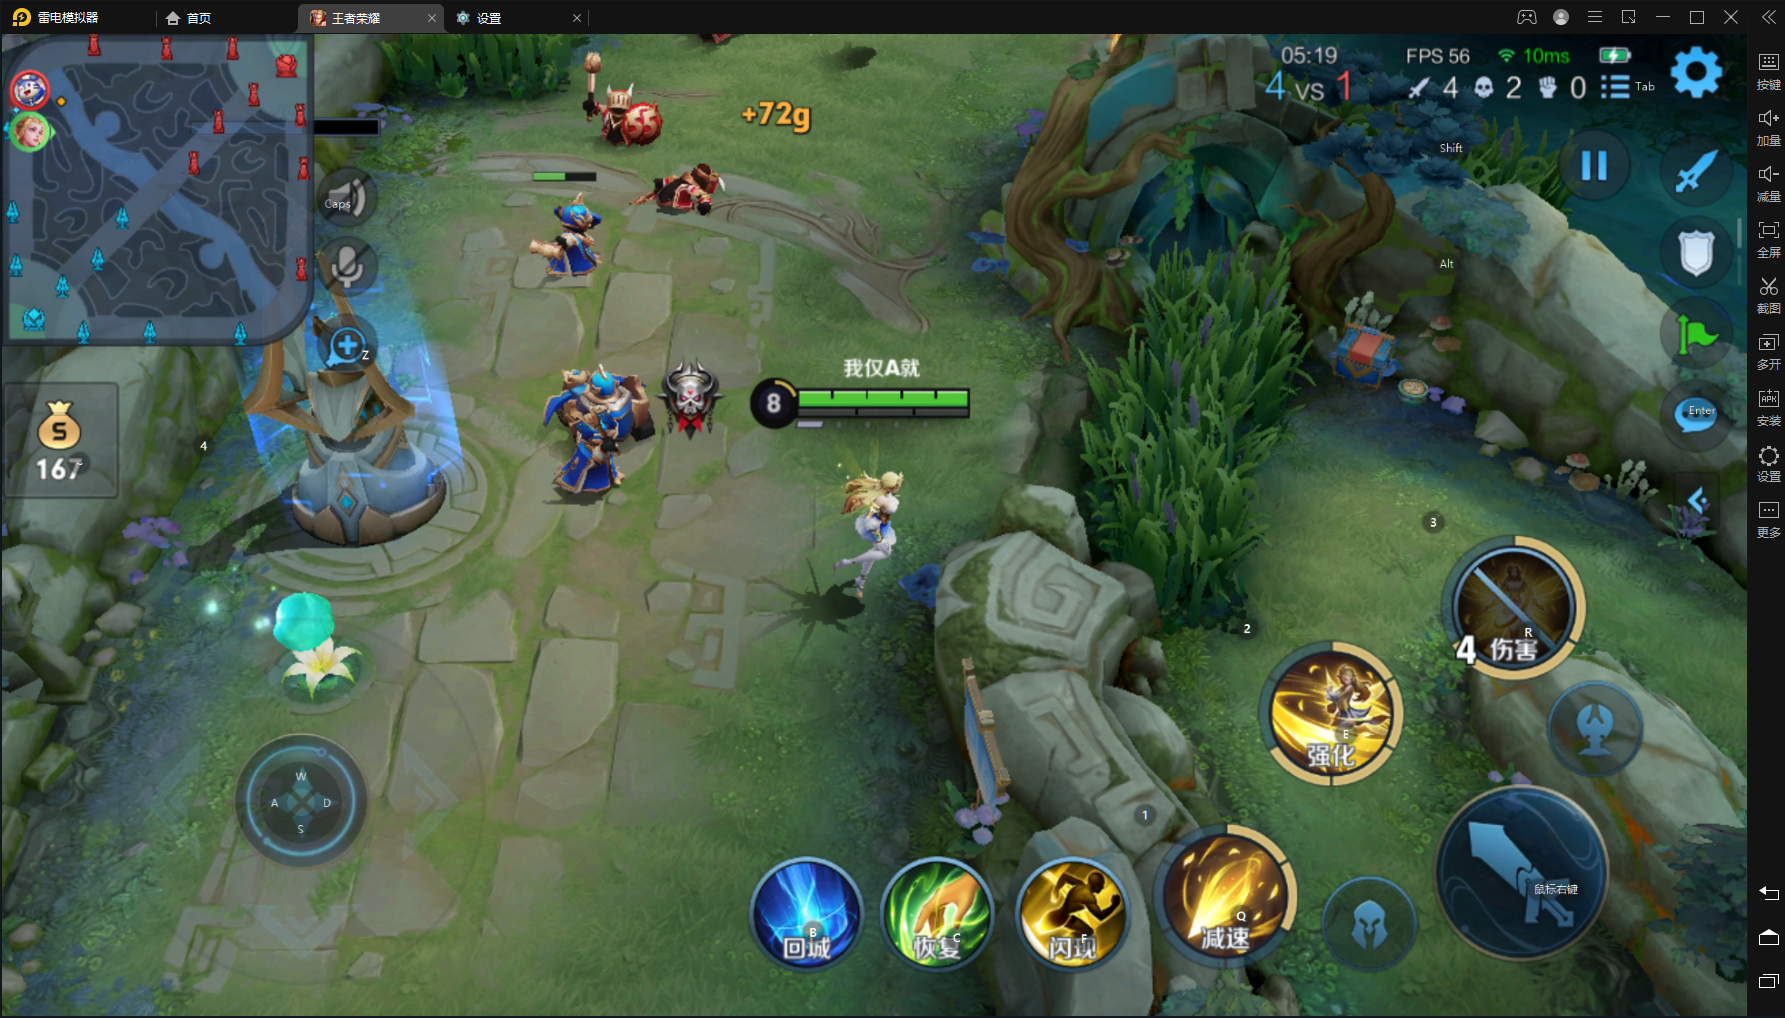 雷电模拟器
首页
王者荣耀
设置
05:19
FPS 56
10ms
4 vs 1
4
2
0
Tab
+72g
55
Shift
Caps
Alt
Z
我仅A就
8
Enter
167
4
3
2
1
R
4 伤害
E
强化
W
A
D
S
B
回城
C
恢复
F
闪现
Q
减速
鼠标右键
按键
加量
减量
全屏
截图
多开
APK
安装
设置
更多